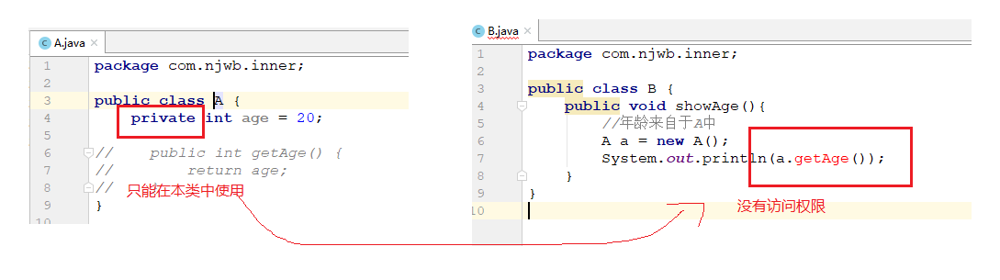 A.java
1 package com.njwb.inner;
2
3 public class A {
4 private int age = 20;
5
6 // public int getAge() {
7 // return age;
8 // 只能在本类中使用
9 }
10
B.java
1 package com.njwb.inner;
2
3 public class B {
4 public void showAge(){
5 //年龄来自于A中
6 A a = new A();
7 System.out.println(a.getAge());
8 }
9 }
10
没有访问权限